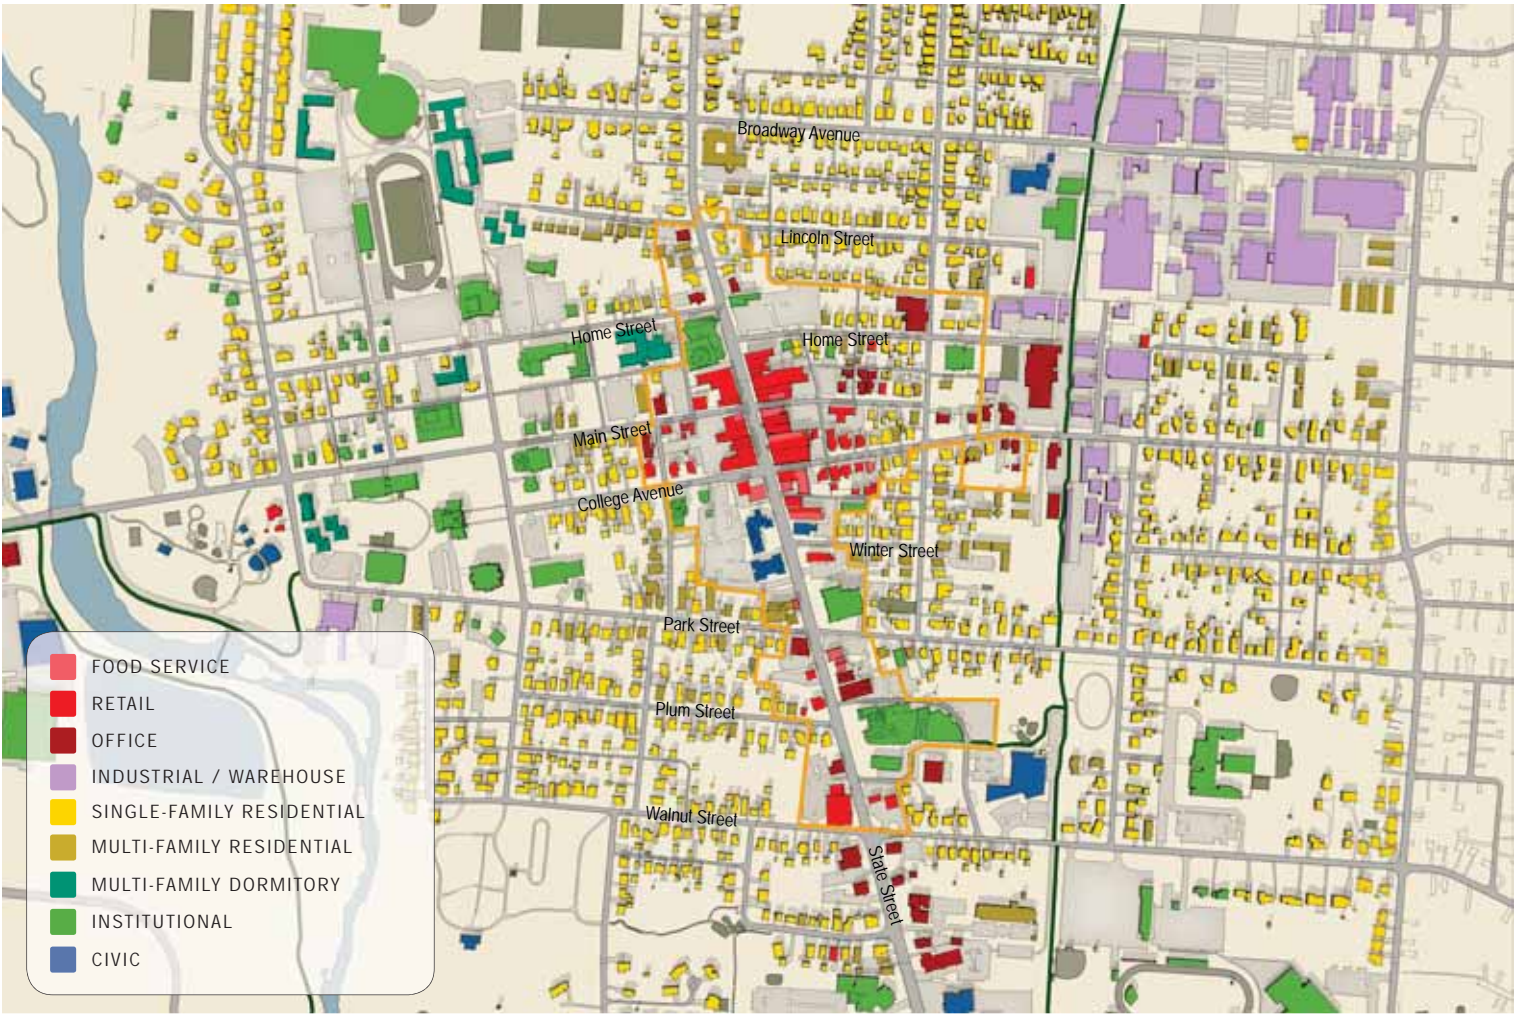 Broadway Avenue
Lincoln Street
Home Street
Home Street
Main Street
College Avenue
Winter Street
Park Street
Plum Street
Walnut Street
State Street
FOOD SERVICE
RETAIL
OFFICE
INDUSTRIAL / WAREHOUSE
SINGLE-FAMILY RESIDENTIAL
MULTI-FAMILY RESIDENTIAL
MULTI-FAMILY DORMITORY
INSTITUTIONAL
CIVIC